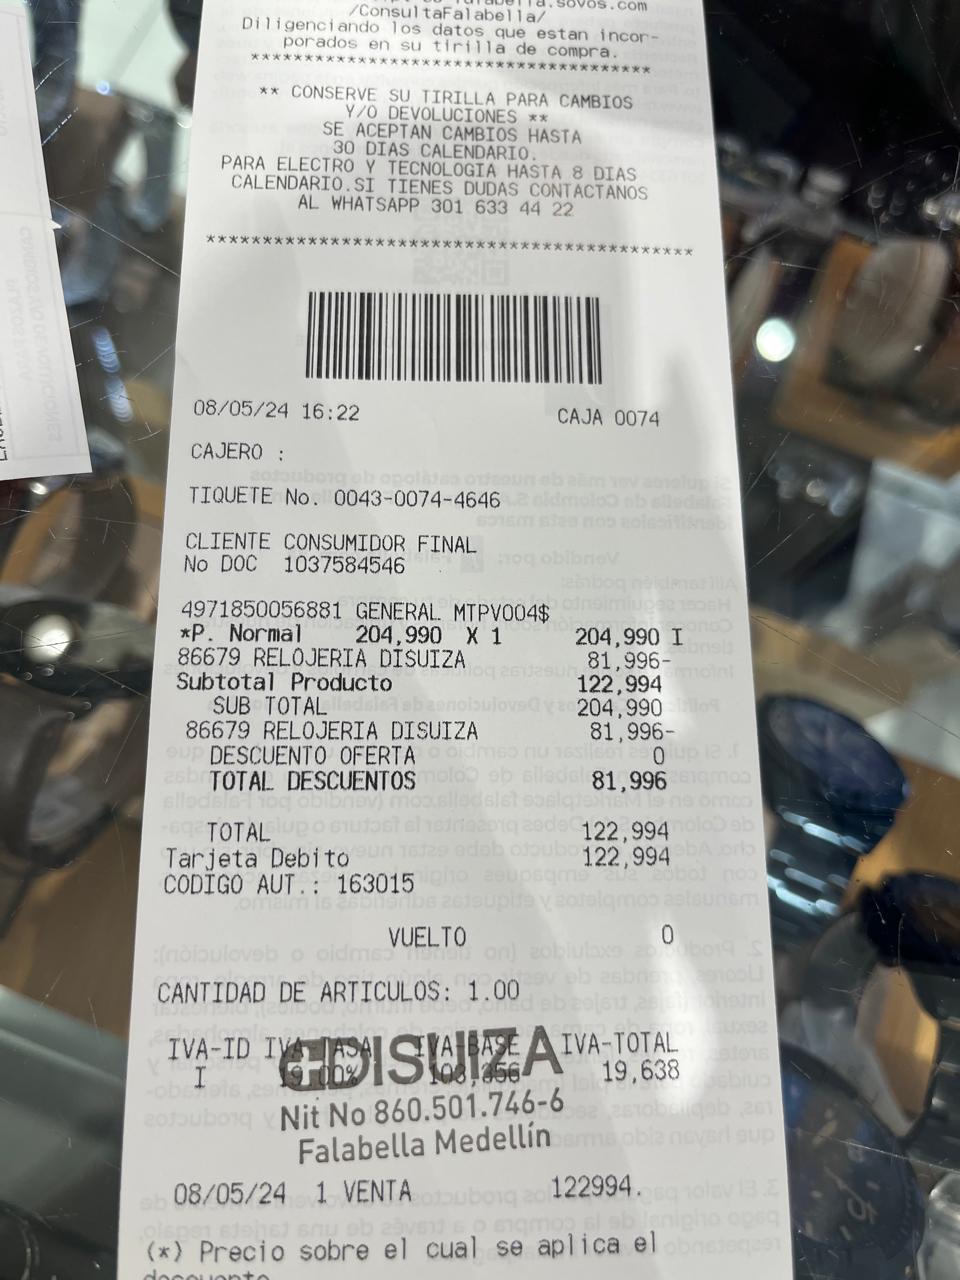 /ConsultaFalabella/
Diligenciando los datos que estan incor-
porados en su tirilla de compra.
****************************************
** CONSERVE SU TIRILLA PARA CAMBIOS
Y/O DEVOLUCIONES **
SE ACEPTAN CAMBIOS HASTA
30 DIAS CALENDARIO.
PARA ELECTRO Y TECNOLOGIA HASTA 8 DIAS
CALENDARIO.SI TIENES DUDAS CONTACTANOS
AL WHATSAPP 301 633 44 22
****************************************
08/05/24 16:22 CAJA 0074
CAJERO :
TIQUETE No. 0043-0074-4646
CLIENTE CONSUMIDOR FINAL
No DOC 1037584546
4971850056881 GENERAL MTPV004$
*P. Normal 204,990 X 1 204,990 I
86679 RELOJERIA DISUIZA 81,996-
Subtotal Producto 122,994
SUB TOTAL 204,990
86679 RELOJERIA DISUIZA 81,996-
DESCUENTO OFERTA 0
TOTAL DESCUENTOS 81,996
TOTAL 122,994
Tarjeta Debito 122,994
CODIGO AUT.: 163015
VUELTO 0
CANTIDAD DE ARTICULOS: 1.00
IVA-ID IVA-TASA IVA-BASE IVA-TOTAL
I 19.00% 103,356 19,638
DISUIZA
Nit No 860.501.746-6
Falabella Medellín
08/05/24 1 VENTA 122994.
(*) Precio sobre el cual se aplica el
descuento